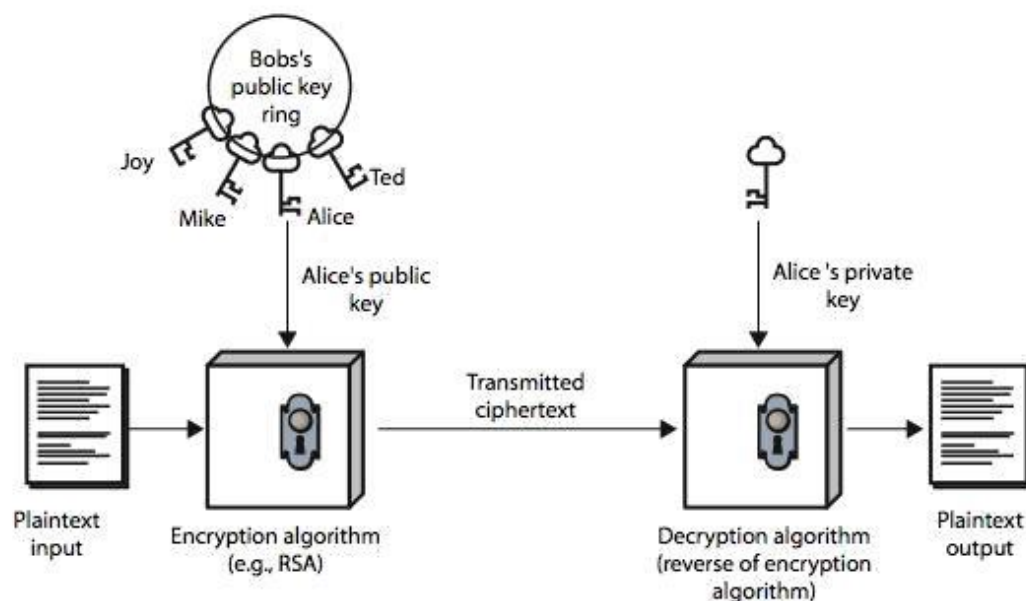 Bobs's
public key
ring
Joy
Mike
Alice
Ted
Alice's public
key
Alice 's private
key
Transmitted
ciphertext
Plaintext
input
Encryption algorithm
(e.g., RSA)
Decryption algorithm
(reverse of encryption
algorithm)
Plaintext
output